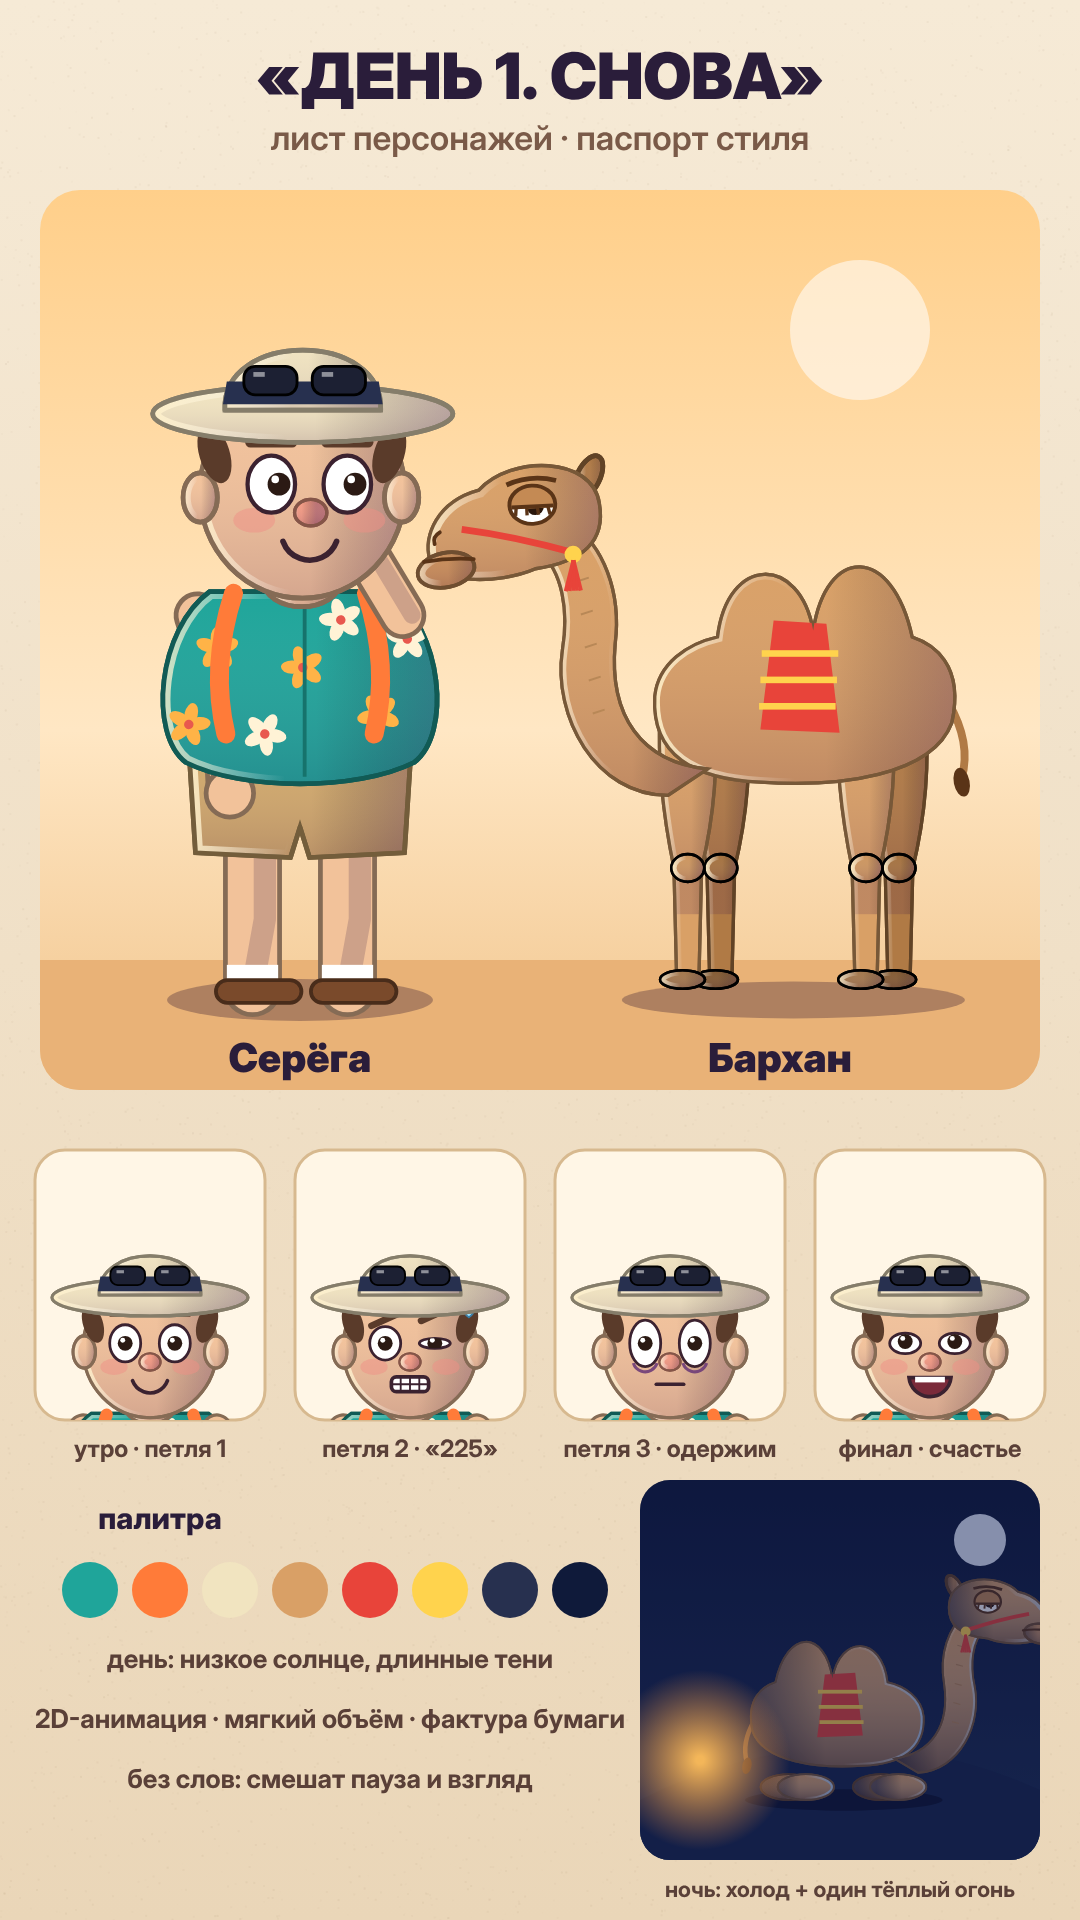 «ДЕНЬ 1. СНОВА»
лист персонажей · паспорт стиля
Серёга
Бархан
утро · петля 1
петля 2 · «225»
петля 3 · одержим
финал · счастье
палитра
день: низкое солнце, длинные тени
2D-анимация · мягкий объём · фактура бумаги
без слов: смешат пауза и взгляд
ночь: холод + один тёплый огонь